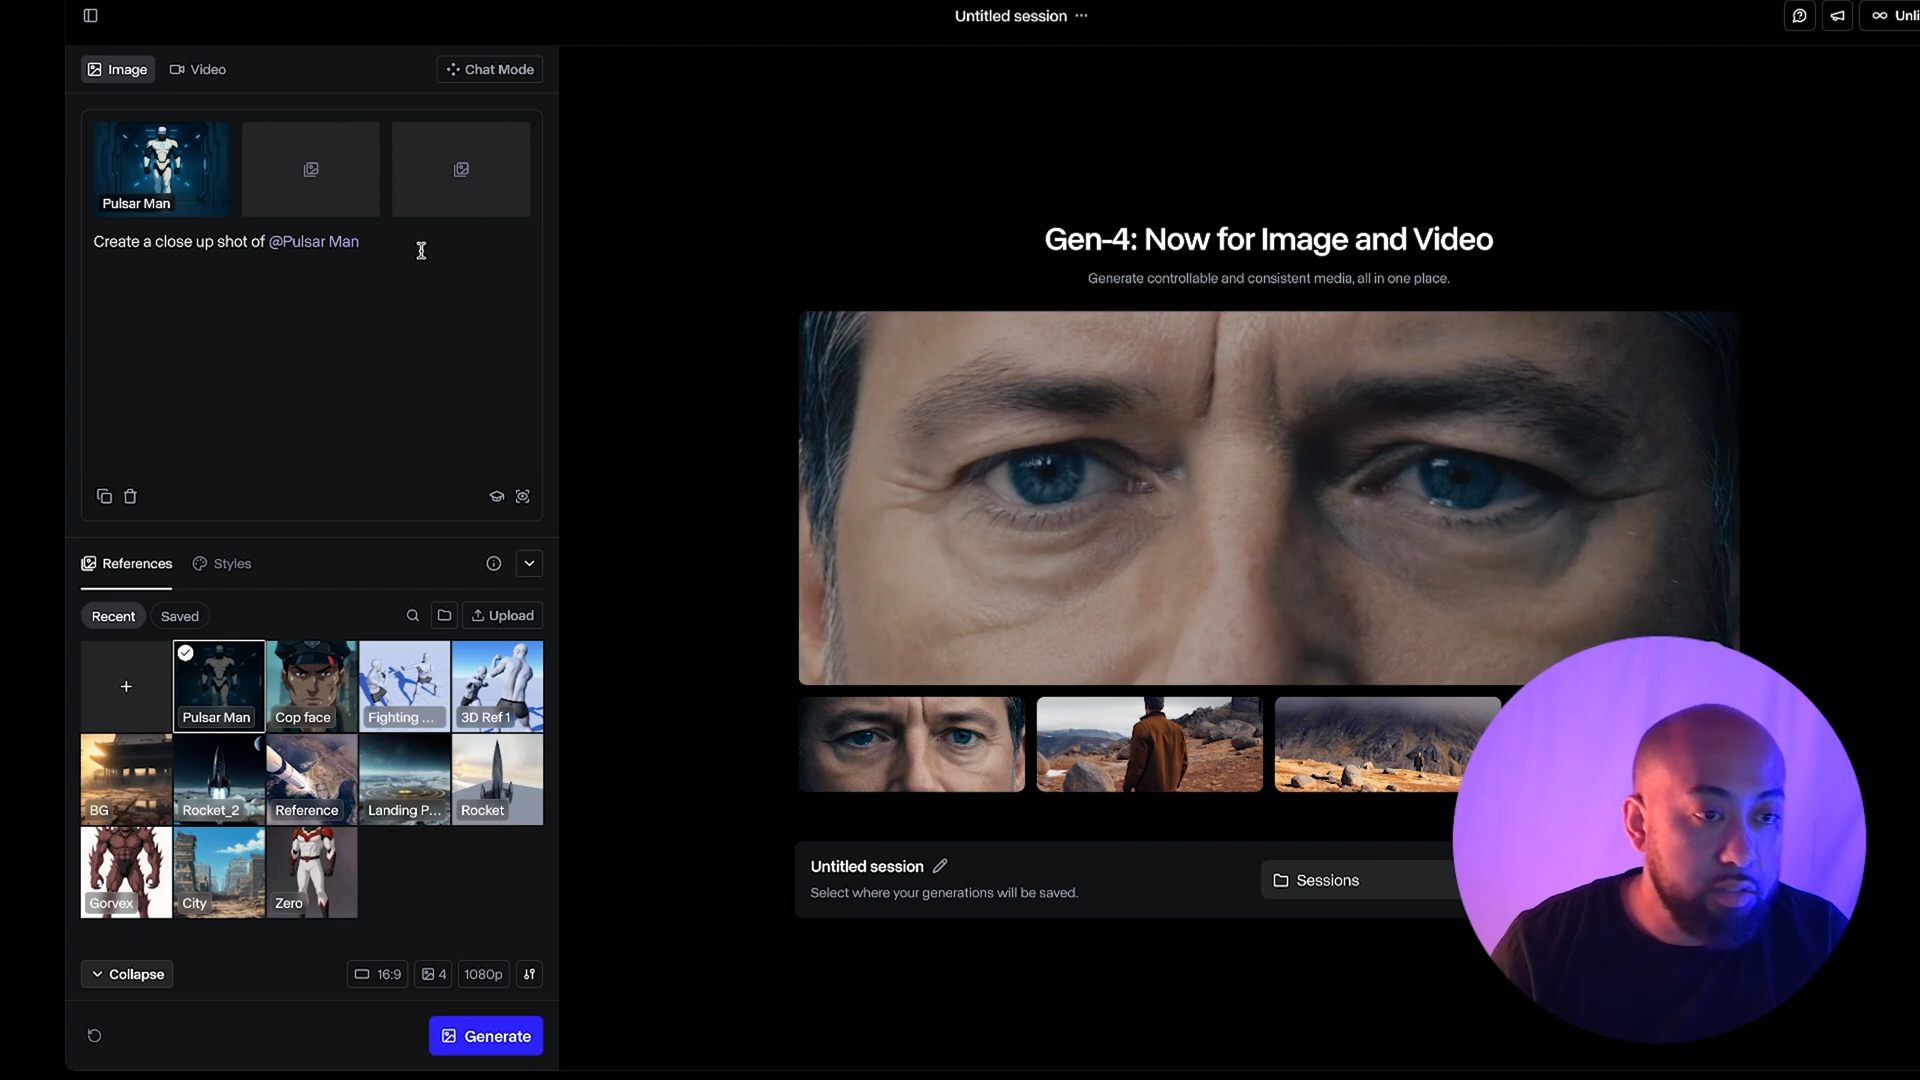 Untitled session ···
Unli
Image
Video
Chat Mode
Pulsar Man
Create a close up shot of @Pulsar Man
Gen-4: Now for Image and Video
Generate controllable and consistent media, all in one place.
References
Styles
Recent
Saved
Upload
Pulsar Man
Cop face
Fighting ...
3D Ref 1
BG
Rocket_2
Reference
Landing P...
Rocket
Gorvex
City
Zero
Untitled session
Select where your generations will be saved.
Sessions
Collapse
16:9
4
1080p
Generate